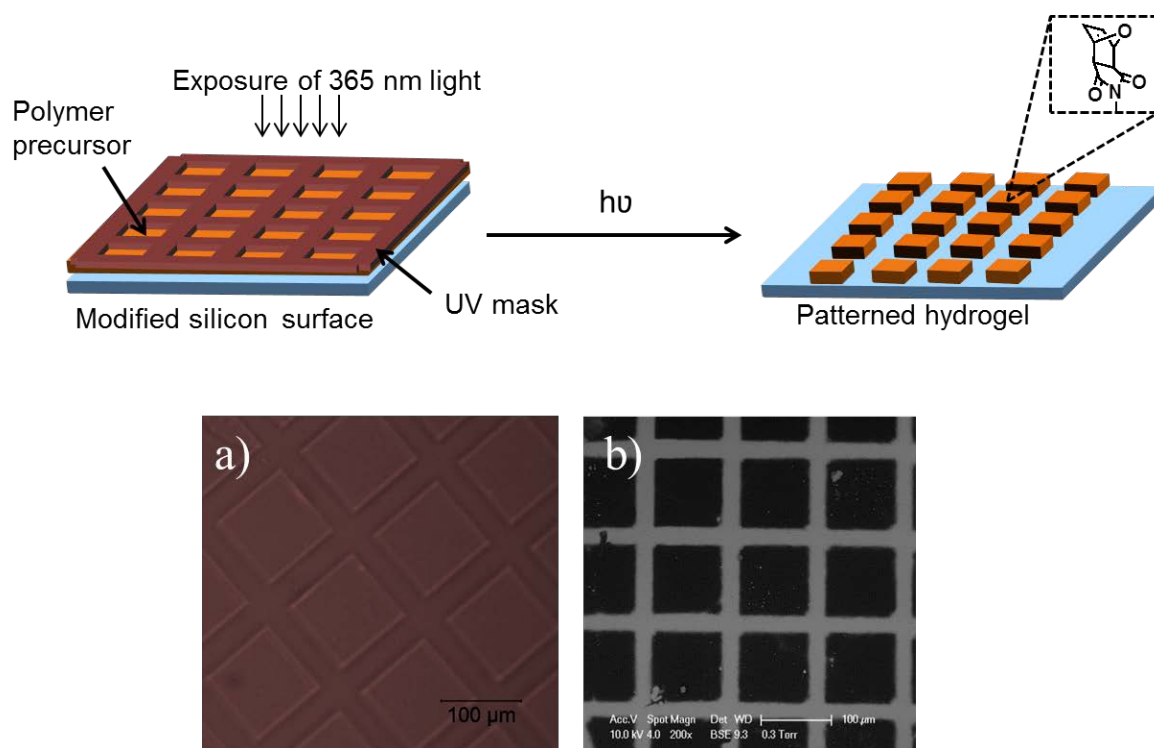 Exposure of 365 nm light
Polymer
precursor
UV mask
Modified silicon surface
hυ
O
O
N
O
Patterned hydrogel
a)
100 µm
b)
Acc.V Spot Magn Det WD 100 µm
10.0 kV 4.0 200x BSE 9.3 0.3 Torr